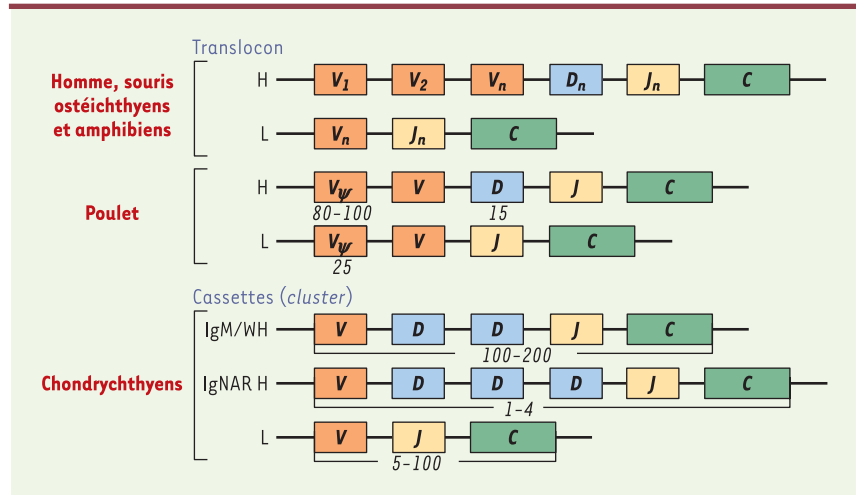 Translocon
Homme, souris
ostéichthyens
et amphibiens
H V1 V2 Vn Dn Jn C
L Vn Jn C
Poulet
H Vψ V D J C
80-100 15
L Vψ V J C
25
Cassettes (cluster)
Chondrychthyens
IgM/WH V D D J C
100-200
IgNAR H V D D D J C
1-4
L V J C
5-100